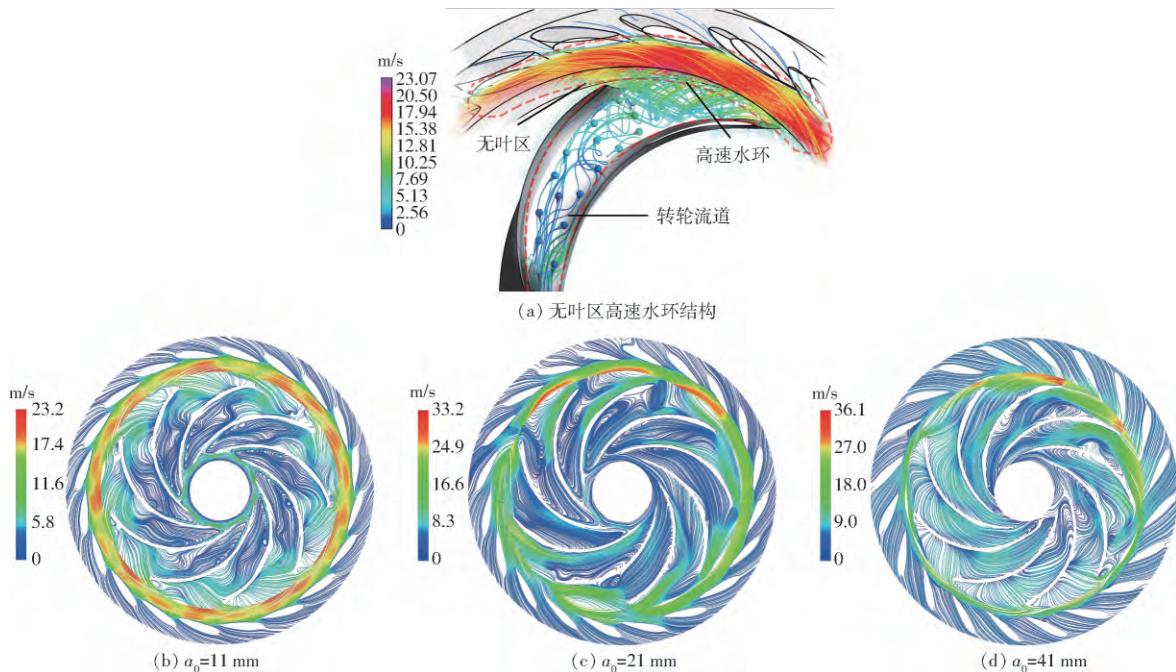 m/s
23.07
20.50
17.94
15.38
12.81
10.25
7.69
5.13
2.56
0
无叶区
高速水环
转轮流道
(a) 无叶区高速水环结构
m/s
23.2
17.4
11.6
5.8
0
(b) a₀=11 mm
m/s
33.2
24.9
16.6
8.3
0
(c) a₀=21 mm
m/s
36.1
27.0
18.0
9.0
0
(d) a₀=41 mm